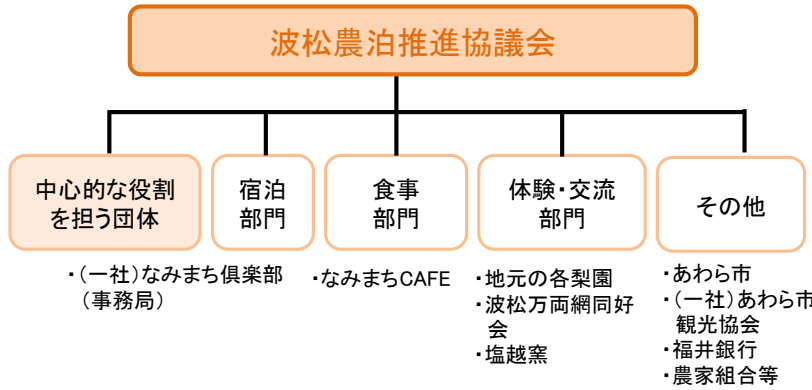 波松農泊推進協議会
中心的な役割
を担う団体
宿泊
部門
食事
部門
体験・交流
部門
その他
・(一社)なみまち倶楽部
(事務局)
・なみまちCAFE
・地元の各梨園
・波松万両網同好
会
・塩越窯
・あわら市
・(一社)あわら市
観光協会
・福井銀行
・農家組合等